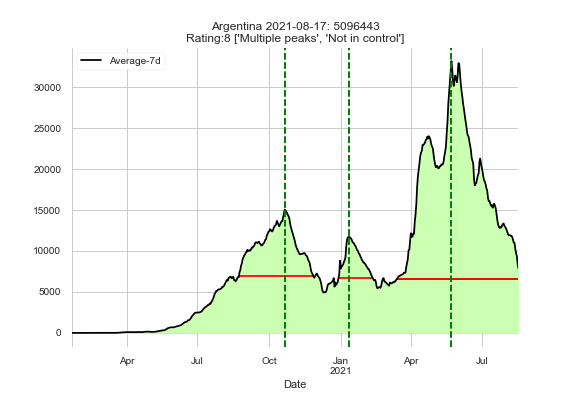 Argentina 2021-08-17: 5096443
Rating:8 ['Multiple peaks', 'Not in control']
Average-7d
30000
25000
20000
15000
10000
5000
0
Apr Jul Oct Jan Apr Jul
2021
Date